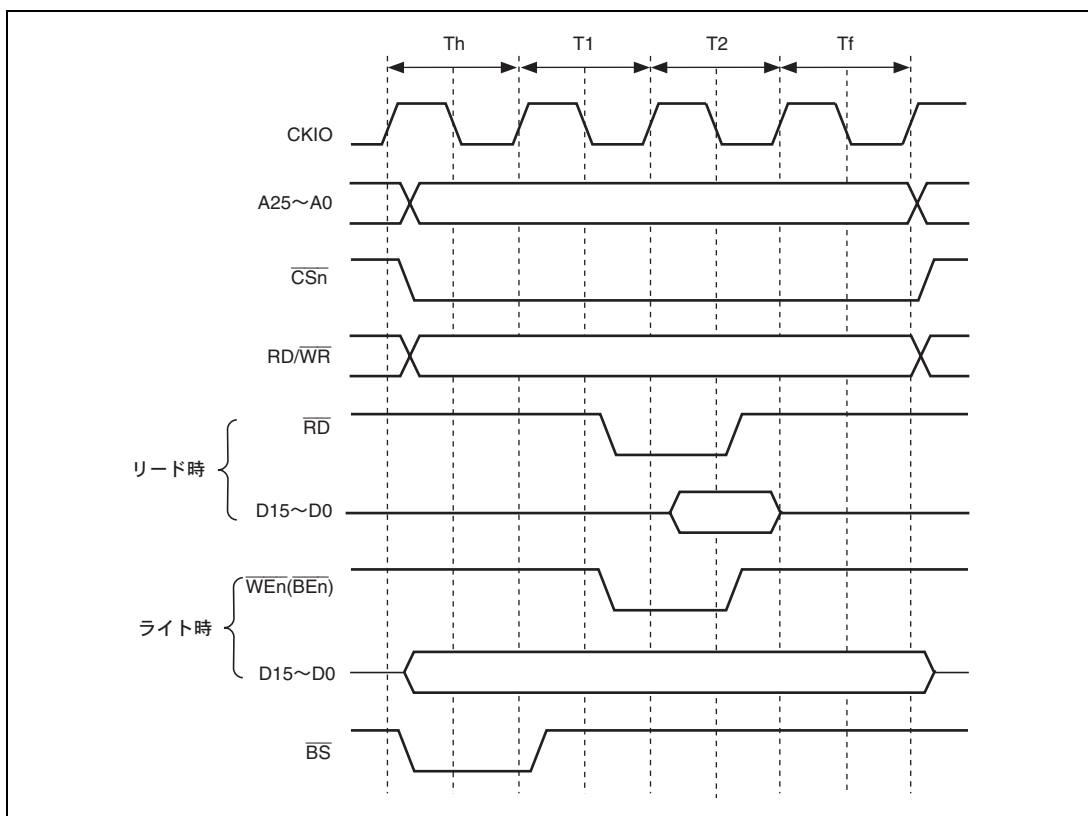 Th T1 T2 Tf
CKIO
A25～A0
CSn
RD/WR
RD
リード時
D15～D0
WEn(BEn)
ライト時
D15～D0
BS